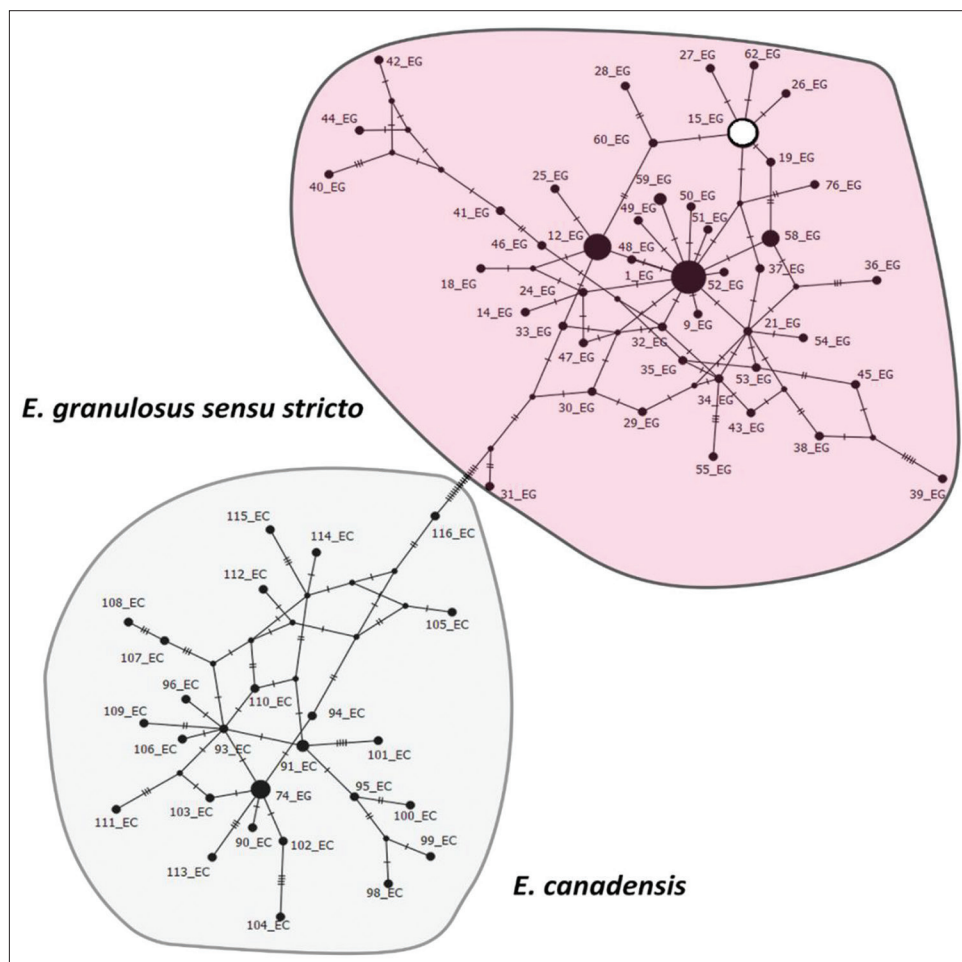 42_EG
27_EG
62_EG
28_EG
26_EG
44_EG
15_EG
60_EG
19_EG
40_EG
25_EG
59_EG
50_EG
76_EG
49_EG
51_EG
41_EG
46_EG
12_EG
48_EG
58_EG
18_EG
1_EG
37_EG
36_EG
24_EG
52_EG
14_EG
33_EG
9_EG
21_EG
32_EG
54_EG
47_EG
35_EG
53_EG
45_EG
30_EG
34_EG
E. granulosus sensu stricto
29_EG
43_EG
38_EG
55_EG
39_EG
31_EG
115_EC
116_EC
114_EC
112_EC
108_EC
105_EC
107_EC
96_EC
110_EC
109_EC
94_EC
106_EC
93_EC
91_EC
101_EC
74_EG
95_EC
111_EC
103_EC
100_EC
90_EC
102_EC
99_EC
113_EC
98_EC
E. canadensis
104_EC